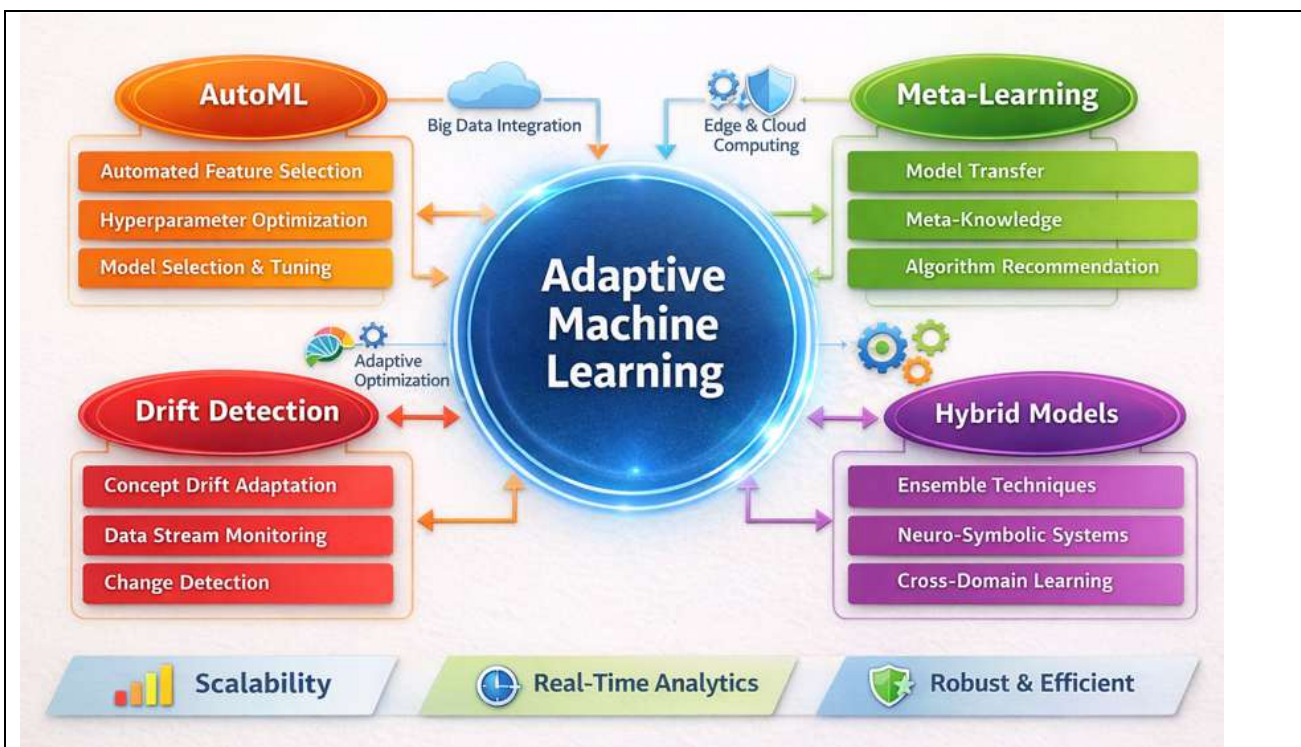 AutoML
Big Data Integration
Edge & Cloud
Computing
Meta-Learning
Automated Feature Selection
Hyperparameter Optimization
Model Selection & Tuning
Model Transfer
Meta-Knowledge
Algorithm Recommendation
Adaptive
Machine
Learning
Adaptive
Optimization
Drift Detection
Concept Drift Adaptation
Data Stream Monitoring
Change Detection
Hybrid Models
Ensemble Techniques
Neuro-Symbolic Systems
Cross-Domain Learning
Scalability
Real-Time Analytics
Robust & Efficient